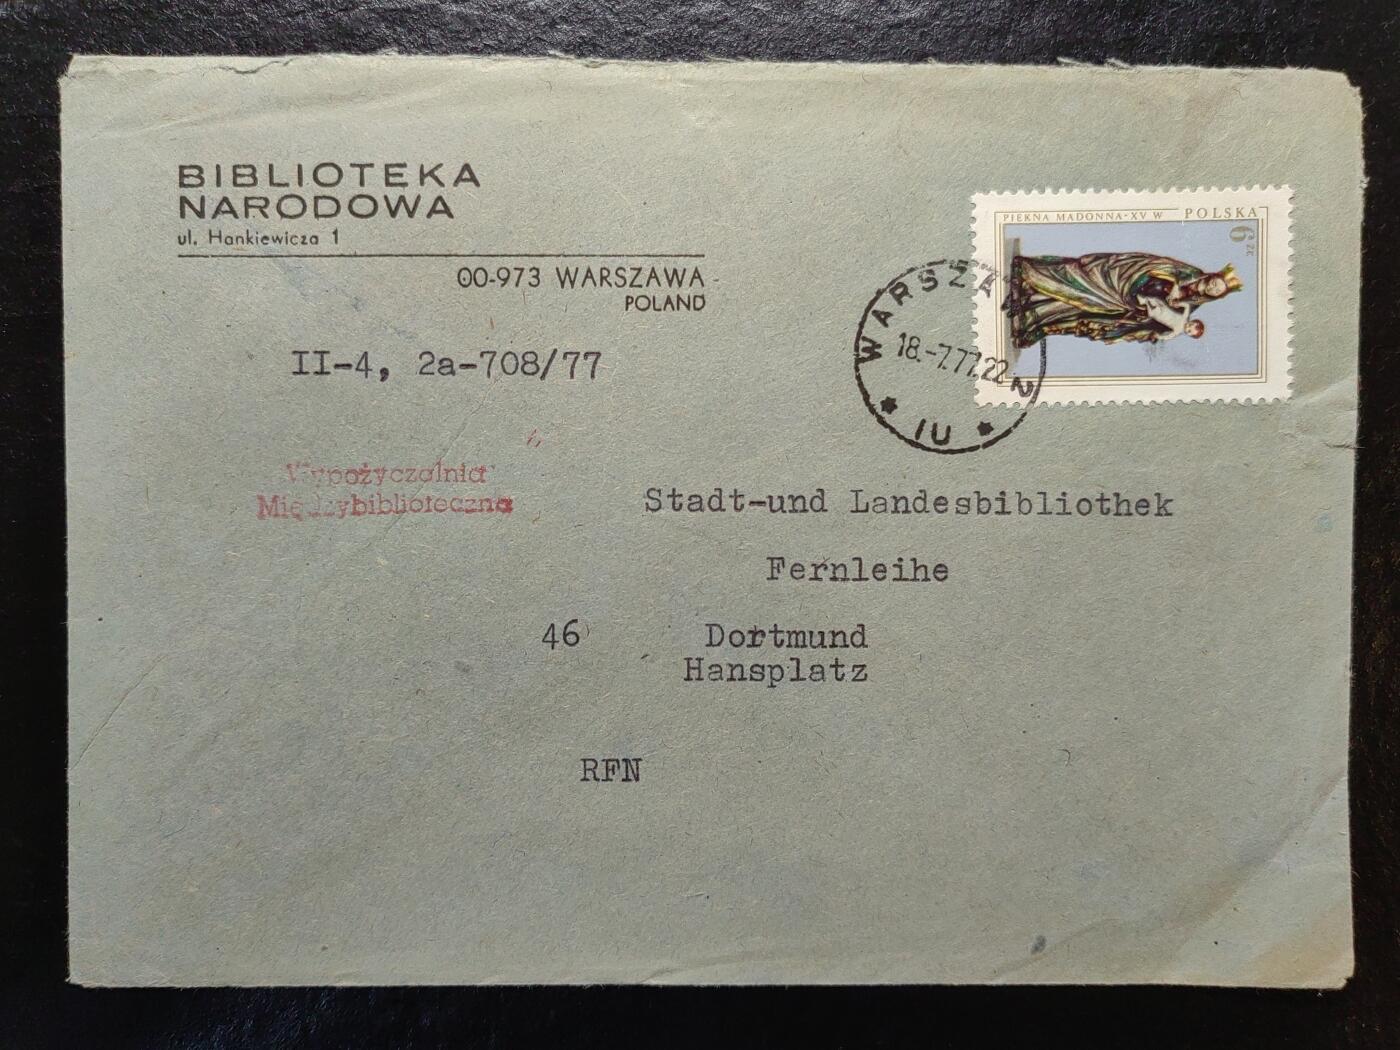 BIBLIOTEKA
NARODOWA
ul. Hankiewicza 1
00-973 WARSZAWA
POLAND
II-4, 2a-708/77
PIĘKNA MADONNA-XV W POLSKA
6 ZŁ
WARSZAWA 2
18.-7.77.22
* IU *
Wypożyczalnia
Międzybiblioteczna
Stadt-und Landesbibliothek
Fernleihe
46 Dortmund
Hansplatz
RFN